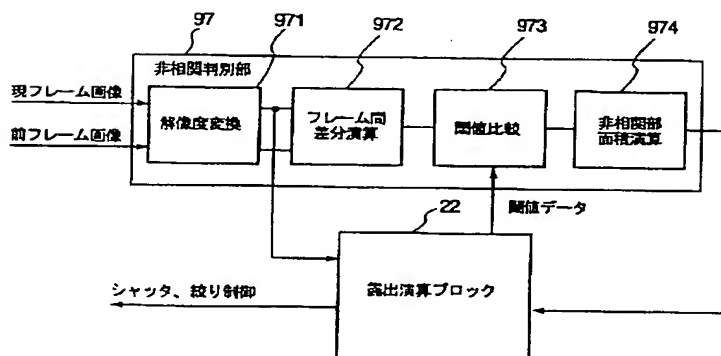 97
971
972
973
974
非相関判別部
現フレーム画像
前フレーム画像
解像度変換
フレーム間
差分演算
閾値比較
非相関部
面積演算
22
閾値データ
シャッタ、絞り制御
露出演算ブロック